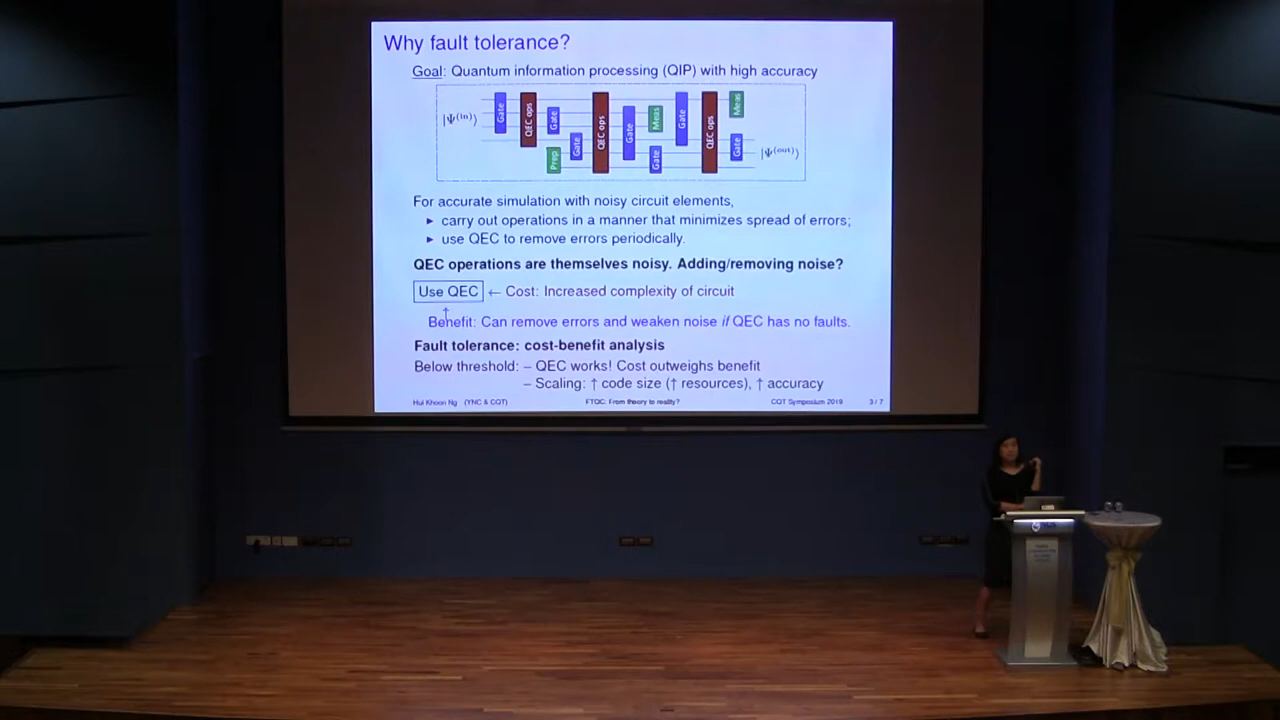 Why fault tolerance?
Goal: Quantum information processing (QIP) with high accuracy
|Ψ⁽ⁱⁿ⁾⟩ Gate QEC ops Gate Prep Gate QEC ops Gate Meas Gate Gate QEC ops Meas Gate |Ψ⁽ᵒᵘᵗ⁾⟩
For accurate simulation with noisy circuit elements,
► carry out operations in a manner that minimizes spread of errors;
► use QEC to remove errors periodically.
QEC operations are themselves noisy. Adding/removing noise?
Use QEC ← Cost: Increased complexity of circuit
↑
Benefit: Can remove errors and weaken noise if QEC has no faults.
Fault tolerance: cost-benefit analysis
Below threshold: – QEC works! Cost outweighs benefit
– Scaling: ↑ code size (↑ resources), ↑ accuracy
Hui Khoon Ng (YNC & CQT) FTQC: From theory to reality? CQT Symposium 2019 3 / 7